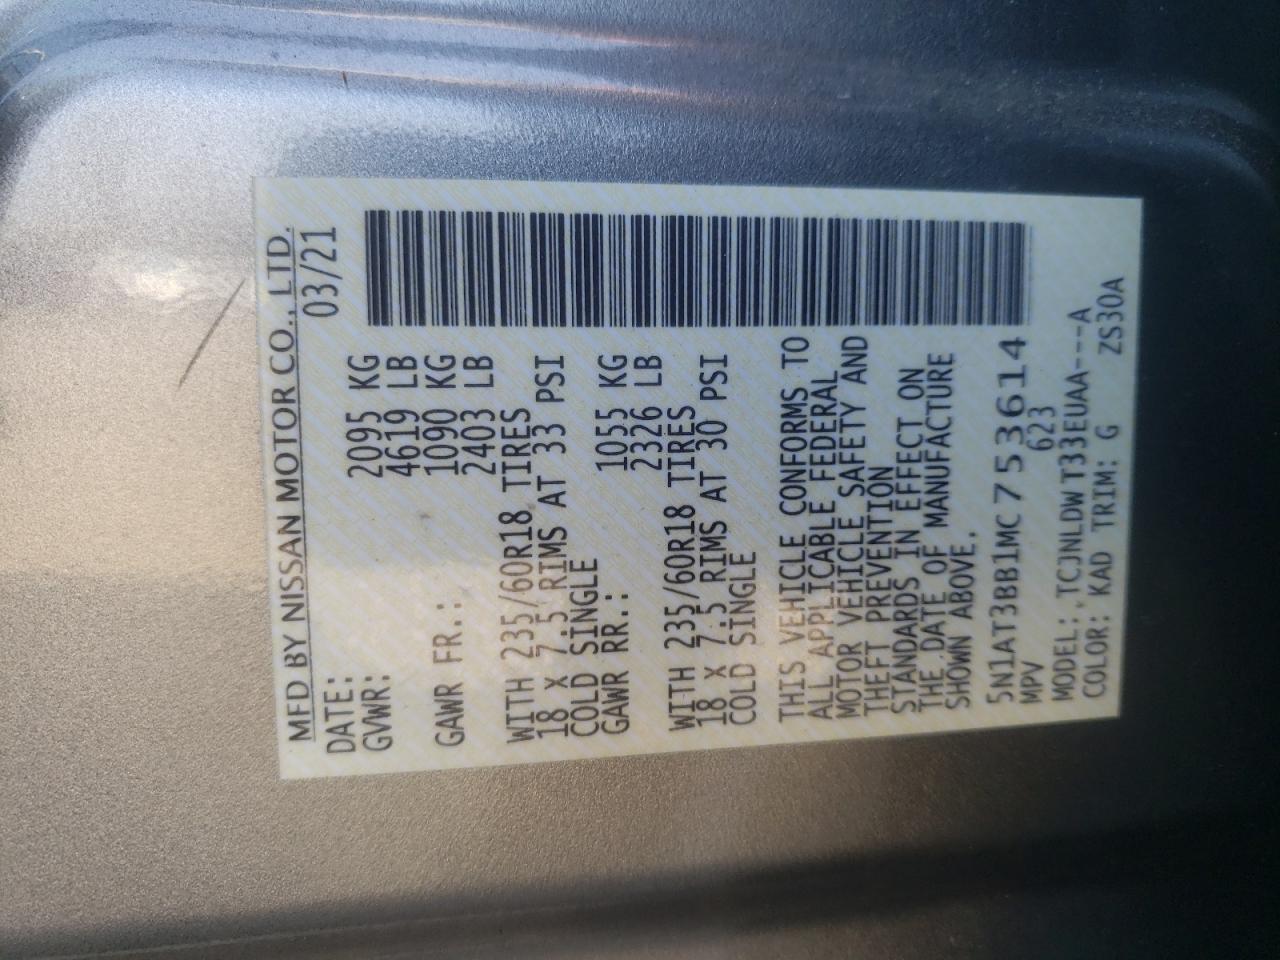 MFD BY NISSAN MOTOR CO., LTD.
DATE: 03/21
GVWR: 2095 KG
4619 LB
GAWR FR.: 1090 KG
2403 LB
WITH 235/60R18 TIRES
18 X 7.5 RIMS AT 33 PSI
COLD SINGLE
GAWR RR.: 1055 KG
2326 LB
WITH 235/60R18 TIRES
18 X 7.5 RIMS AT 30 PSI
COLD SINGLE
THIS VEHICLE CONFORMS TO
ALL APPLICABLE FEDERAL
MOTOR VEHICLE SAFETY AND
THEFT PREVENTION
STANDARDS IN EFFECT ON
THE DATE OF MANUFACTURE
SHOWN ABOVE.
5N1AT3BB1MC753614
MPV 623
MODEL: TCJNLDWT33EUAA---A
COLOR: KAD TRIM: G ZS30A